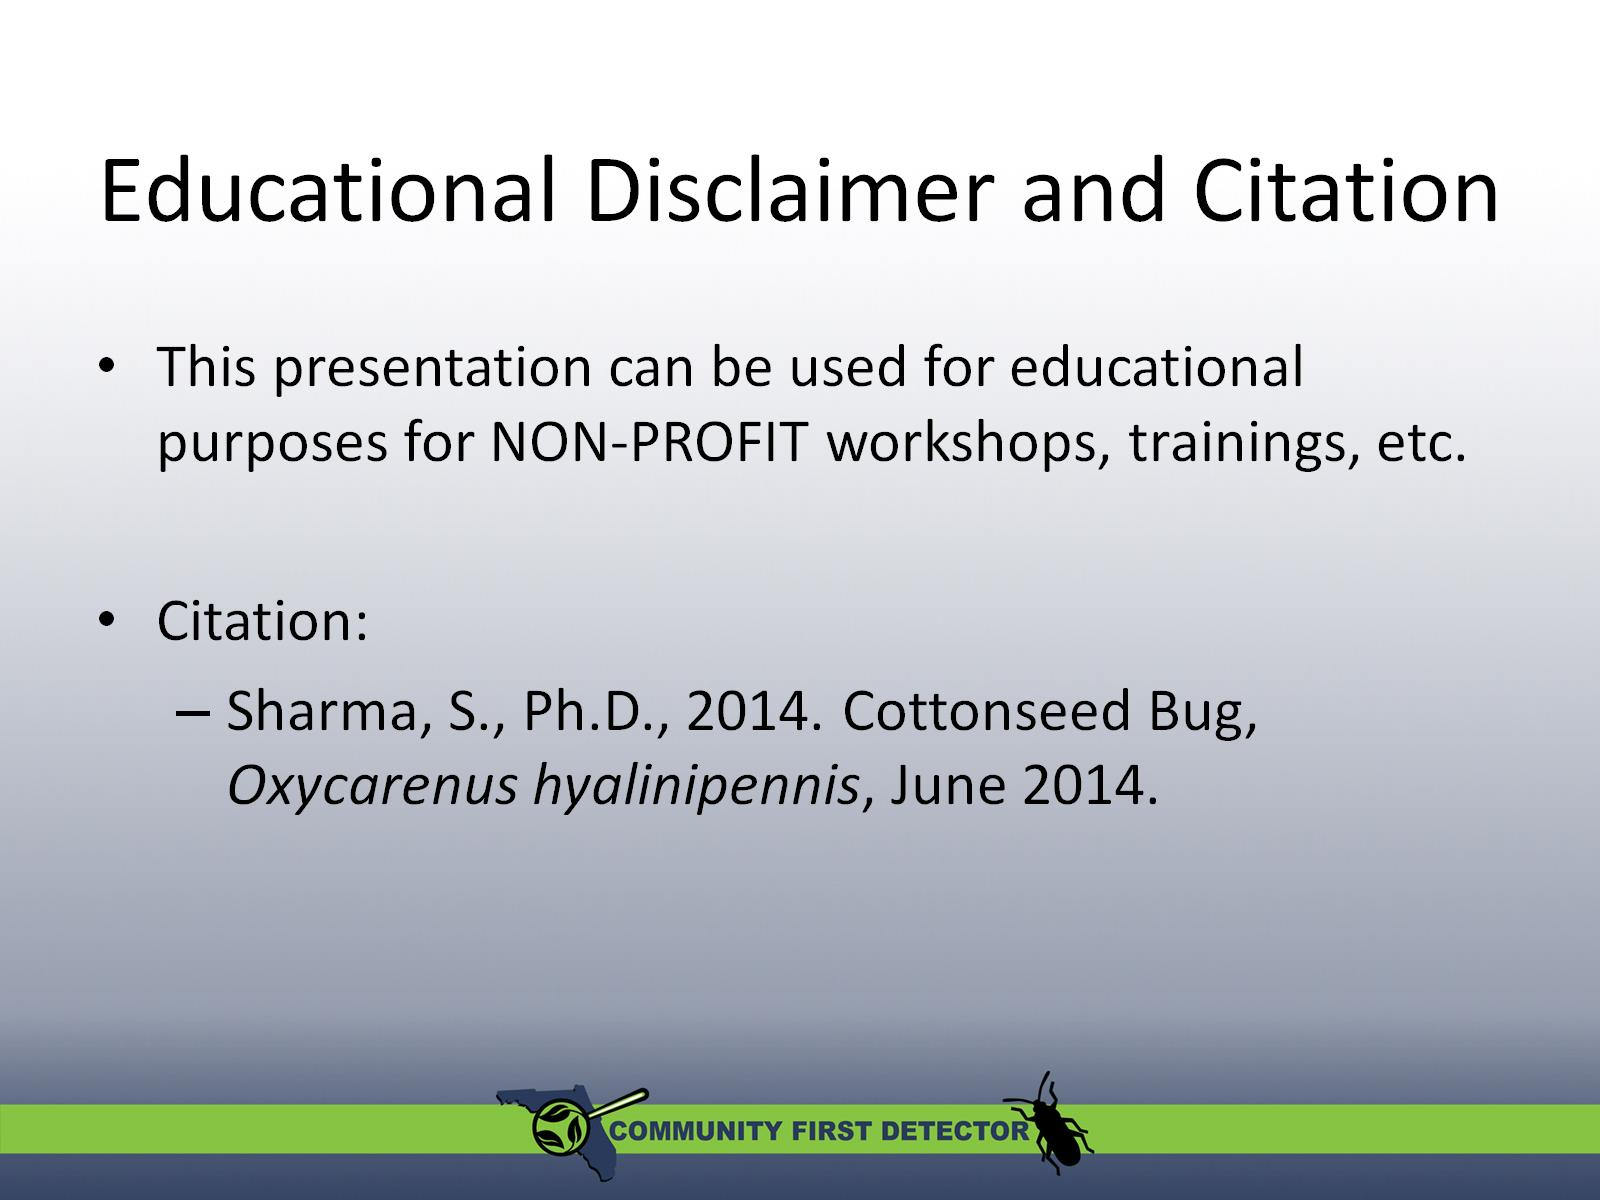 Educational Disclaimer and Citation
• This presentation can be used for educational
purposes for NON-PROFIT workshops, trainings, etc.
• Citation:
– Sharma, S., Ph.D., 2014. Cottonseed Bug,
Oxycarenus hyalinipennis, June 2014.
COMMUNITY FIRST DETECTOR